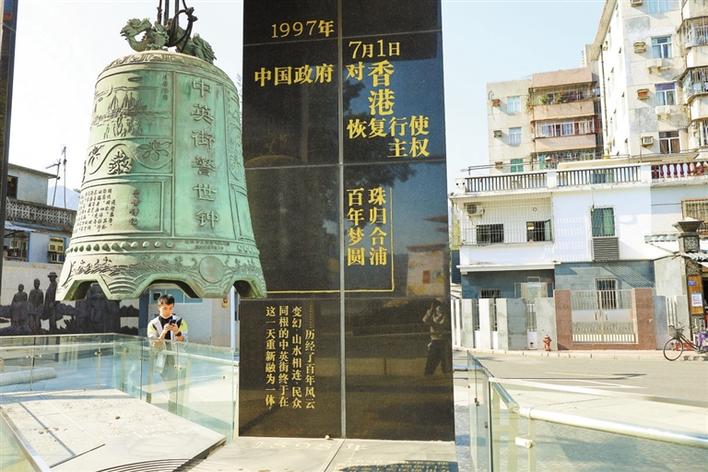 中英街警世钟
1997年
7月1日
中国政府 对香港
恢复行使
主权
珠归合浦
百年梦圆
……历经了百年风云
变幻,山水相连、民众
同根的中英街终于在
这一天重新融为一体。